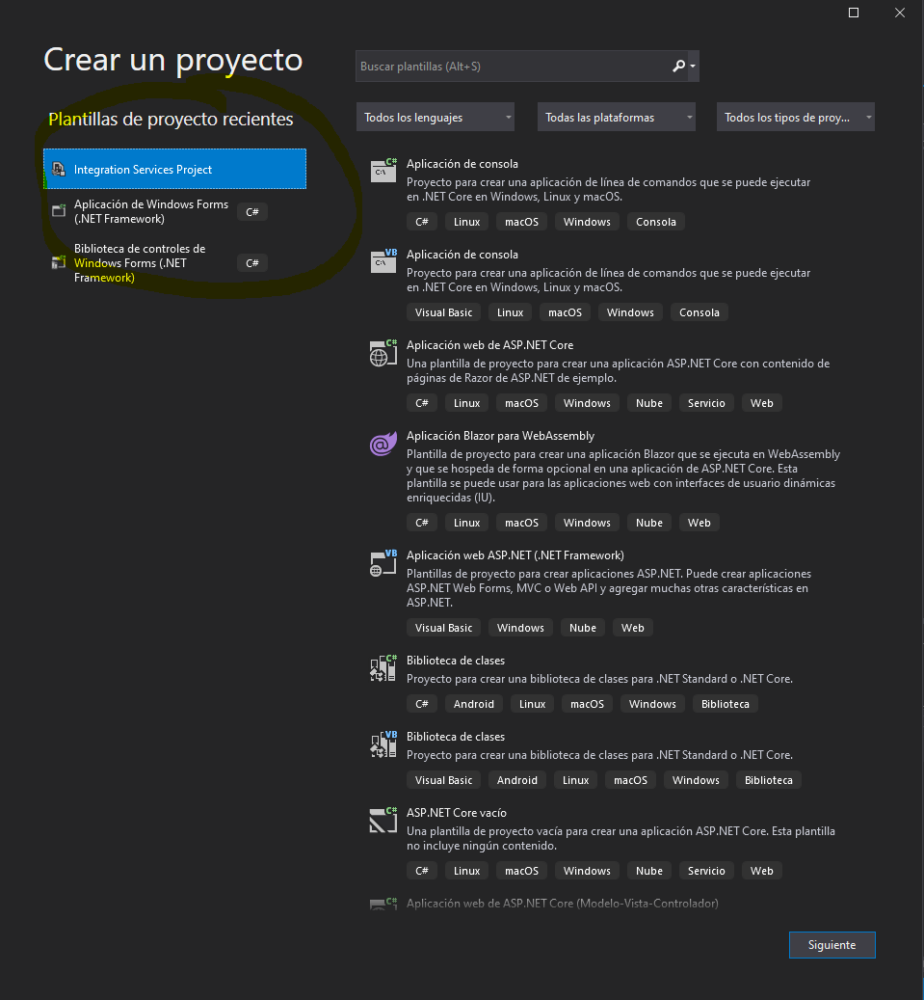 Crear un proyecto
Buscar plantillas (Alt+S)
Plantillas de proyecto recientes
Todos los lenguajes
Todas las plataformas
Todos los tipos de proy...
Integration Services Project
Aplicación de Windows Forms
(.NET Framework)
C#
Biblioteca de controles de
Windows Forms (.NET
Framework)
C#
C#
C:\
Aplicación de consola
Proyecto para crear una aplicación de línea de comandos que se puede ejecutar
en .NET Core en Windows, Linux y macOS.
C# Linux macOS Windows Consola
VB
C:\
Aplicación de consola
Proyecto para crear una aplicación de línea de comandos que se puede ejecutar
en .NET Core en Windows, Linux y macOS.
Visual Basic Linux macOS Windows Consola
C#
Aplicación web de ASP.NET Core
Una plantilla de proyecto para crear una aplicación ASP.NET Core con contenido de
páginas de Razor de ASP.NET de ejemplo.
C# Linux macOS Windows Nube Servicio Web
@
Aplicación Blazor para WebAssembly
Plantilla de proyecto para crear una aplicación Blazor que se ejecuta en WebAssembly
y que se hospeda de forma opcional en una aplicación de ASP.NET Core. Esta
plantilla se puede usar para las aplicaciones web con interfaces de usuario dinámicas
enriquecidas (IU).
C# Linux macOS Windows Nube Web
VB
Aplicación web ASP.NET (.NET Framework)
Plantillas de proyecto para crear aplicaciones ASP.NET. Puede crear aplicaciones
ASP.NET Web Forms, MVC o Web API y agregar muchas otras características en
ASP.NET.
Visual Basic Windows Nube Web
C#
Biblioteca de clases
Proyecto para crear una biblioteca de clases para .NET Standard o .NET Core.
C# Android Linux macOS Windows Biblioteca
VB
Biblioteca de clases
Proyecto para crear una biblioteca de clases para .NET Standard o .NET Core.
Visual Basic Android Linux macOS Windows Biblioteca
C#
ASP.NET Core vacío
Una plantilla de proyecto vacía para crear una aplicación ASP.NET Core. Esta plantilla
no incluye ningún contenido.
C# Linux macOS Windows Nube Servicio Web
C#
Aplicación web de ASP.NET Core (Modelo-Vista-Controlador)
Siguiente